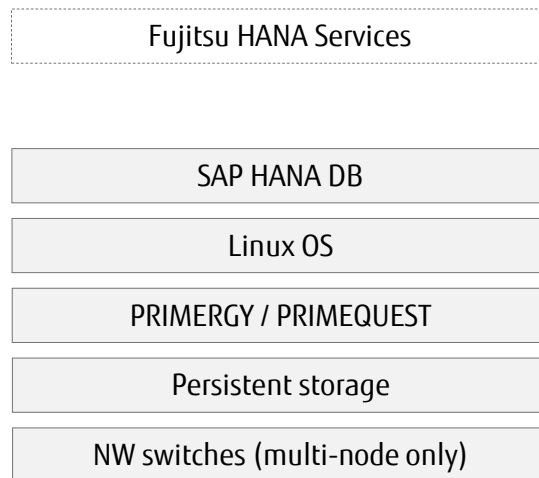 Fujitsu HANA Services
SAP HANA DB
Linux OS
PRIMERGY / PRIMEQUEST
Persistent storage
NW switches (multi-node only)